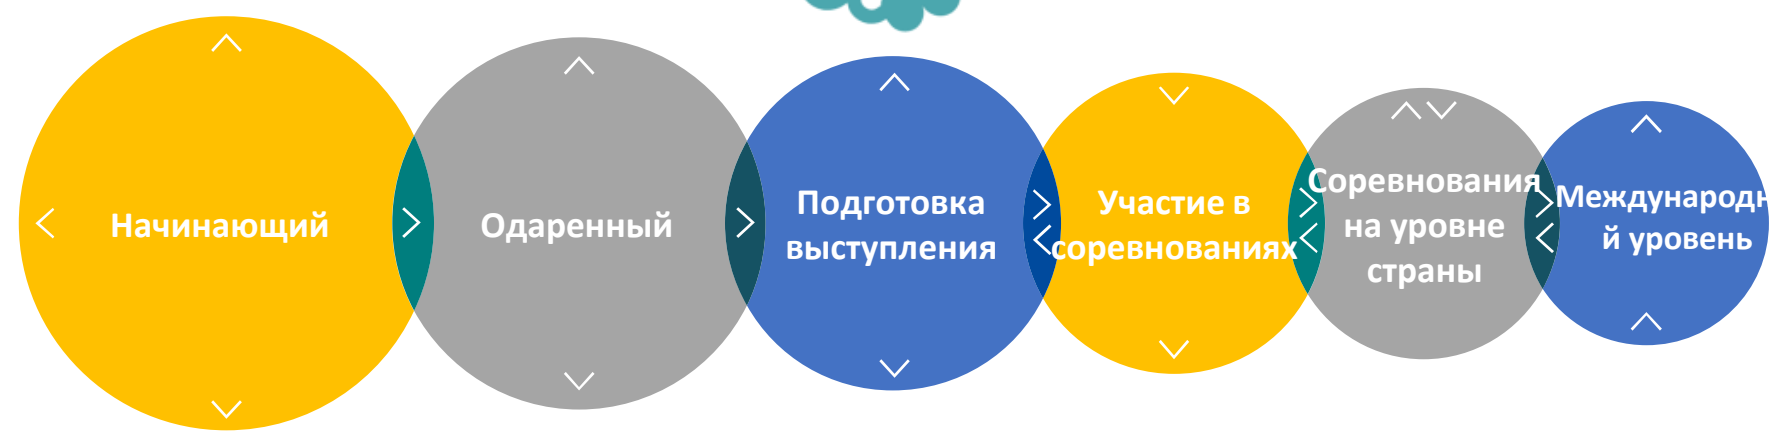 Начинающий
Одаренный
Подготовка
выступления
Участие в
соревнованиях
Соревнования
на уровне
страны
Международн
й уровень